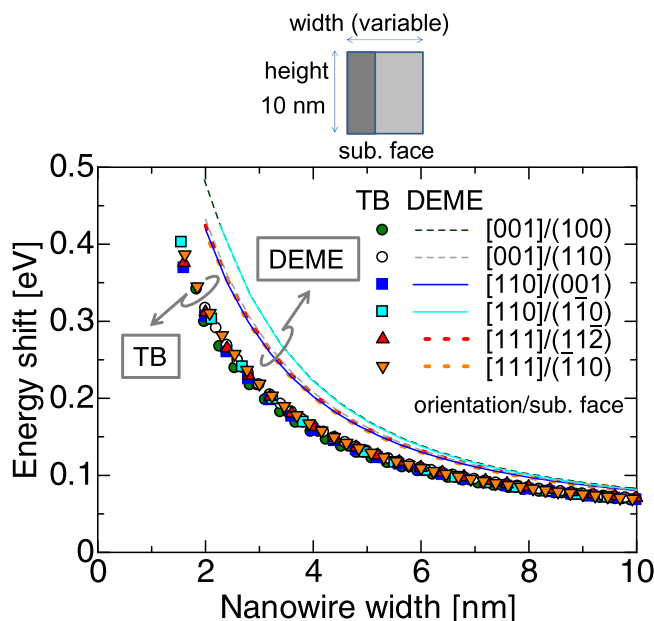 width (variable)
height
10 nm
sub. face
0.5
0.4
0.3
0.2
0.1
0
Energy shift [eV]
TB DEME
[001]/(100)
[001]/(110)
[110]/(001)
[110]/(11̅0)
[111]/(112̅)
[111]/(1̅10)
orientation/sub. face
DEME
TB
0 2 4 6 8 10
Nanowire width [nm]